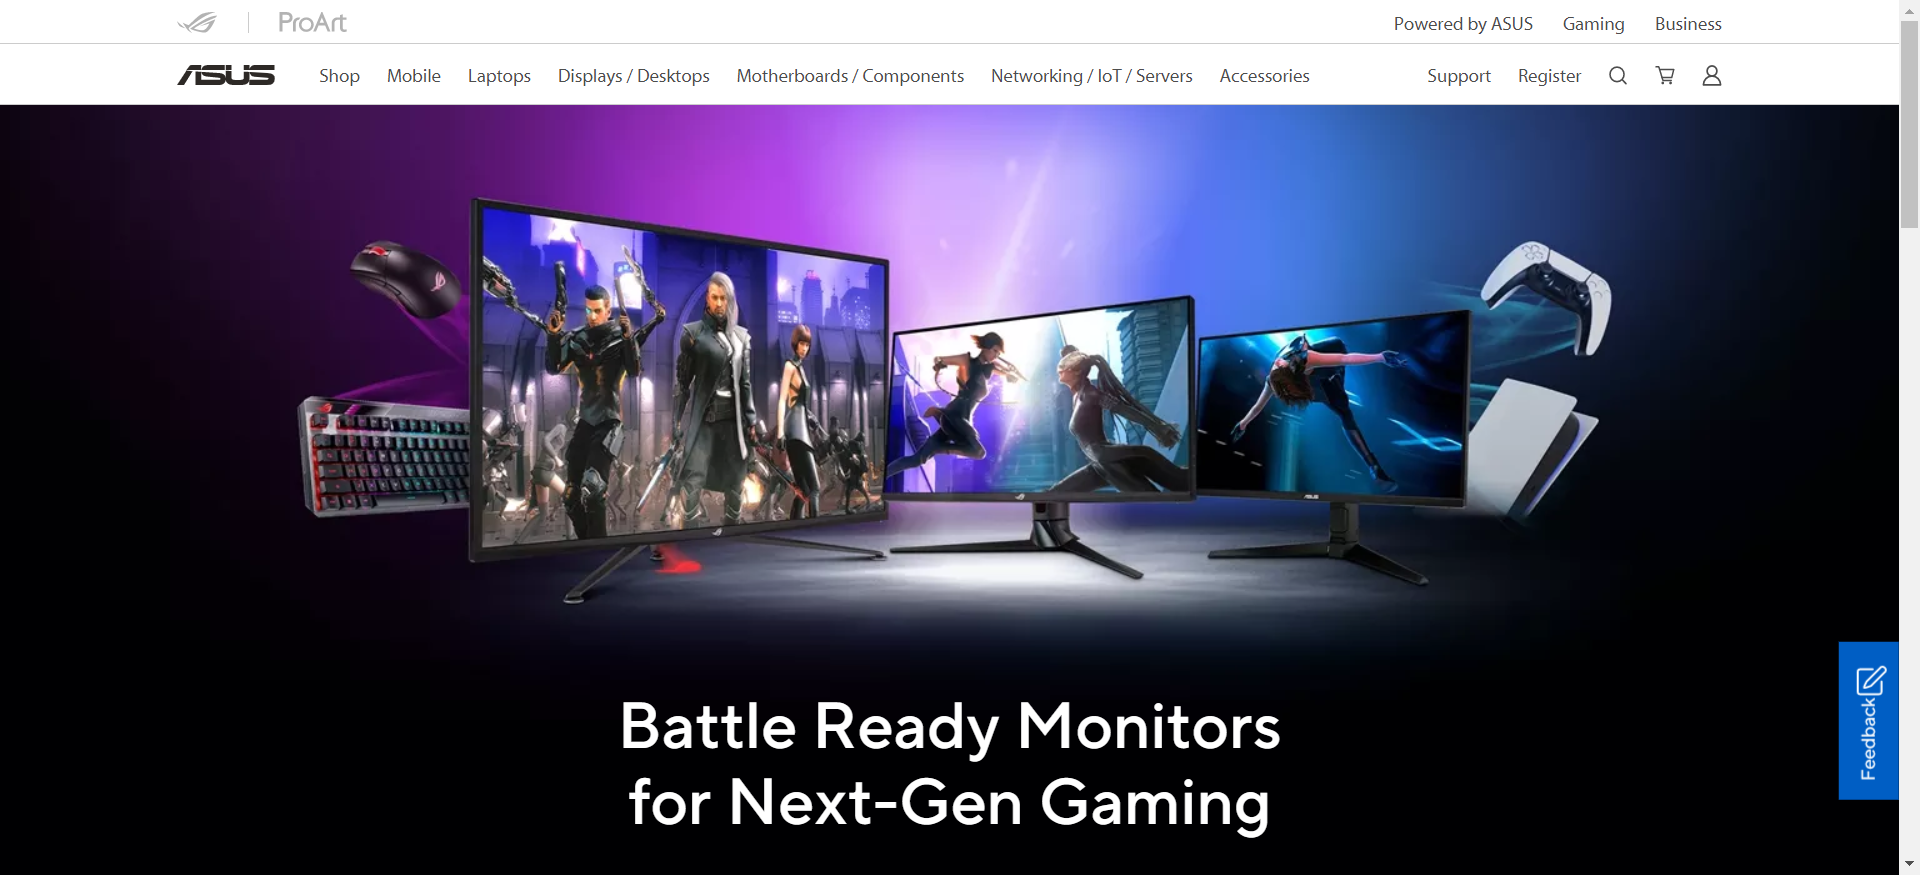 ProArt
Powered by ASUS
Gaming
Business
ASUS
Shop
Mobile
Laptops
Displays / Desktops
Motherboards / Components
Networking / IoT / Servers
Accessories
Support
Register
ASUS
Feedback
Battle Ready Monitors
for Next-Gen Gaming